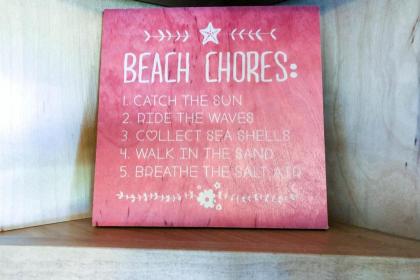 BEACH CHORES:
1. CATCH THE SUN
2. RIDE THE WAVES
3 COLLECT SEA SHELLS
4. WALK IN THE SAND
5. BREATHE THE SALT AIR